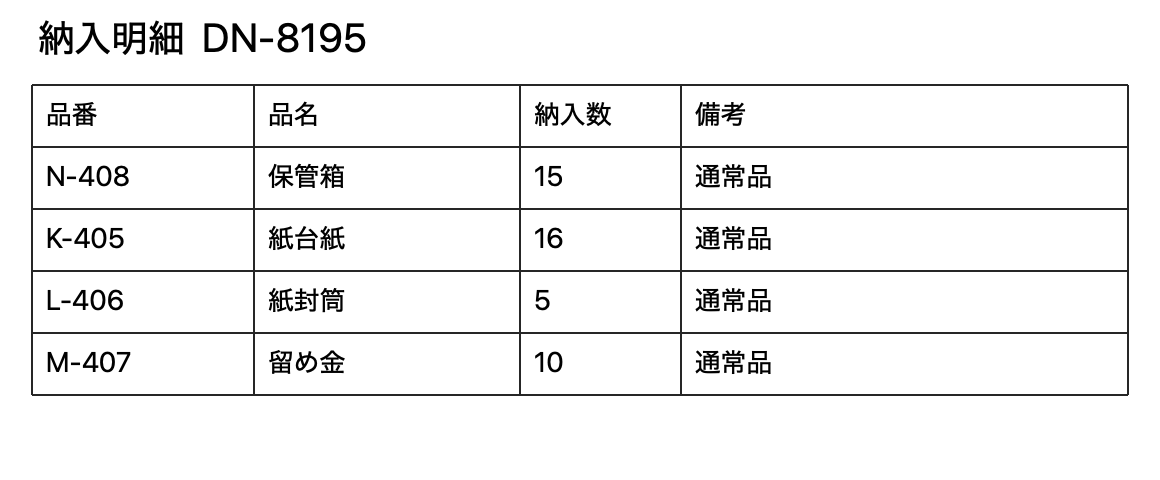 納入明細 DN-8195
品番 品名 納入数 備考
N-408 保管箱 15 通常品
K-405 紙台紙 16 通常品
L-406 紙封筒 5 通常品
M-407 留め金 10 通常品